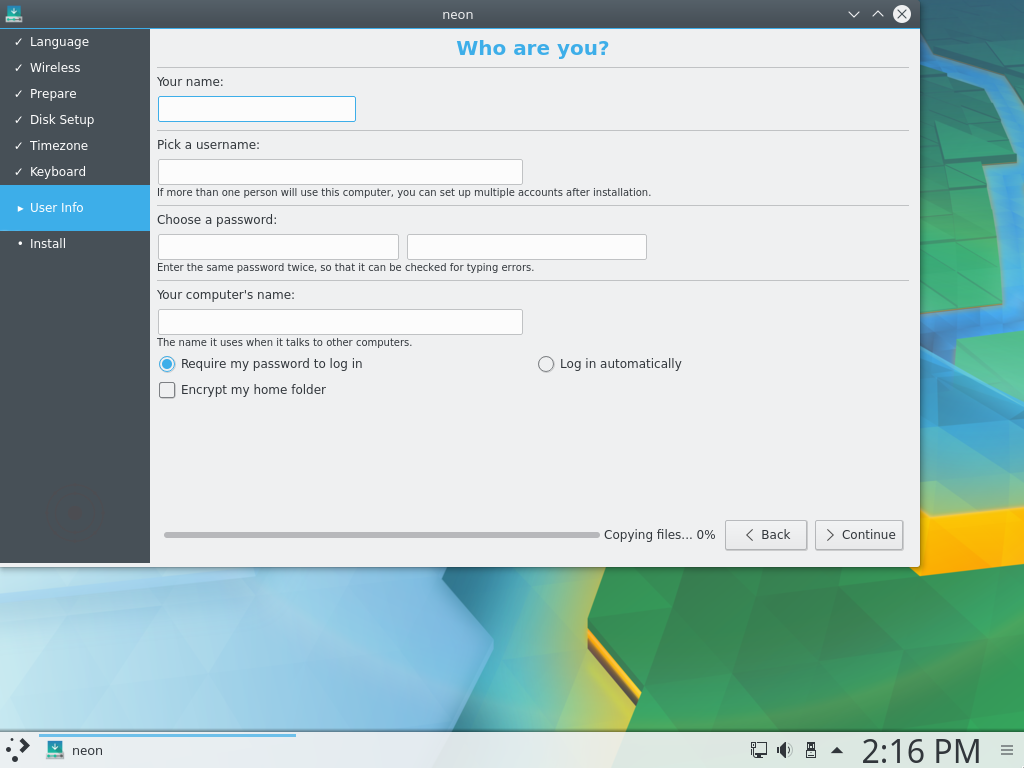 neon
Language
Wireless
Prepare
Disk Setup
Timezone
Keyboard
User Info
Install
Who are you?
Your name:
Pick a username:
If more than one person will use this computer, you can set up multiple accounts after installation.
Choose a password:
Enter the same password twice, so that it can be checked for typing errors.
Your computer's name:
The name it uses when it talks to other computers.
Require my password to log in
Log in automatically
Encrypt my home folder
Copying files... 0%
Back
Continue
neon
2:16 PM